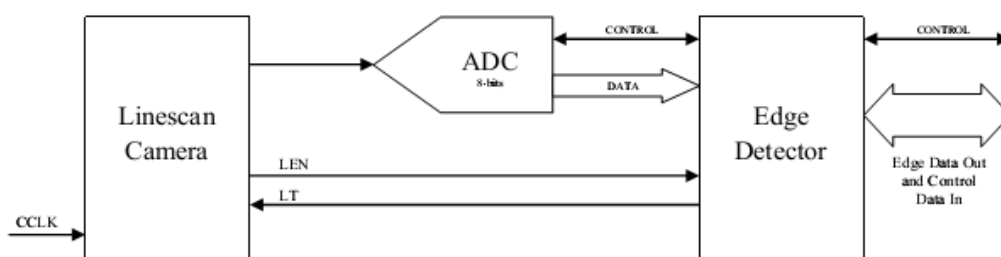 Linescan
Camera
CCLK
ADC
8-bits
CONTROL
DATA
LEN
LT
Edge
Detector
CONTROL
Edge Data Out
and Control
Data In